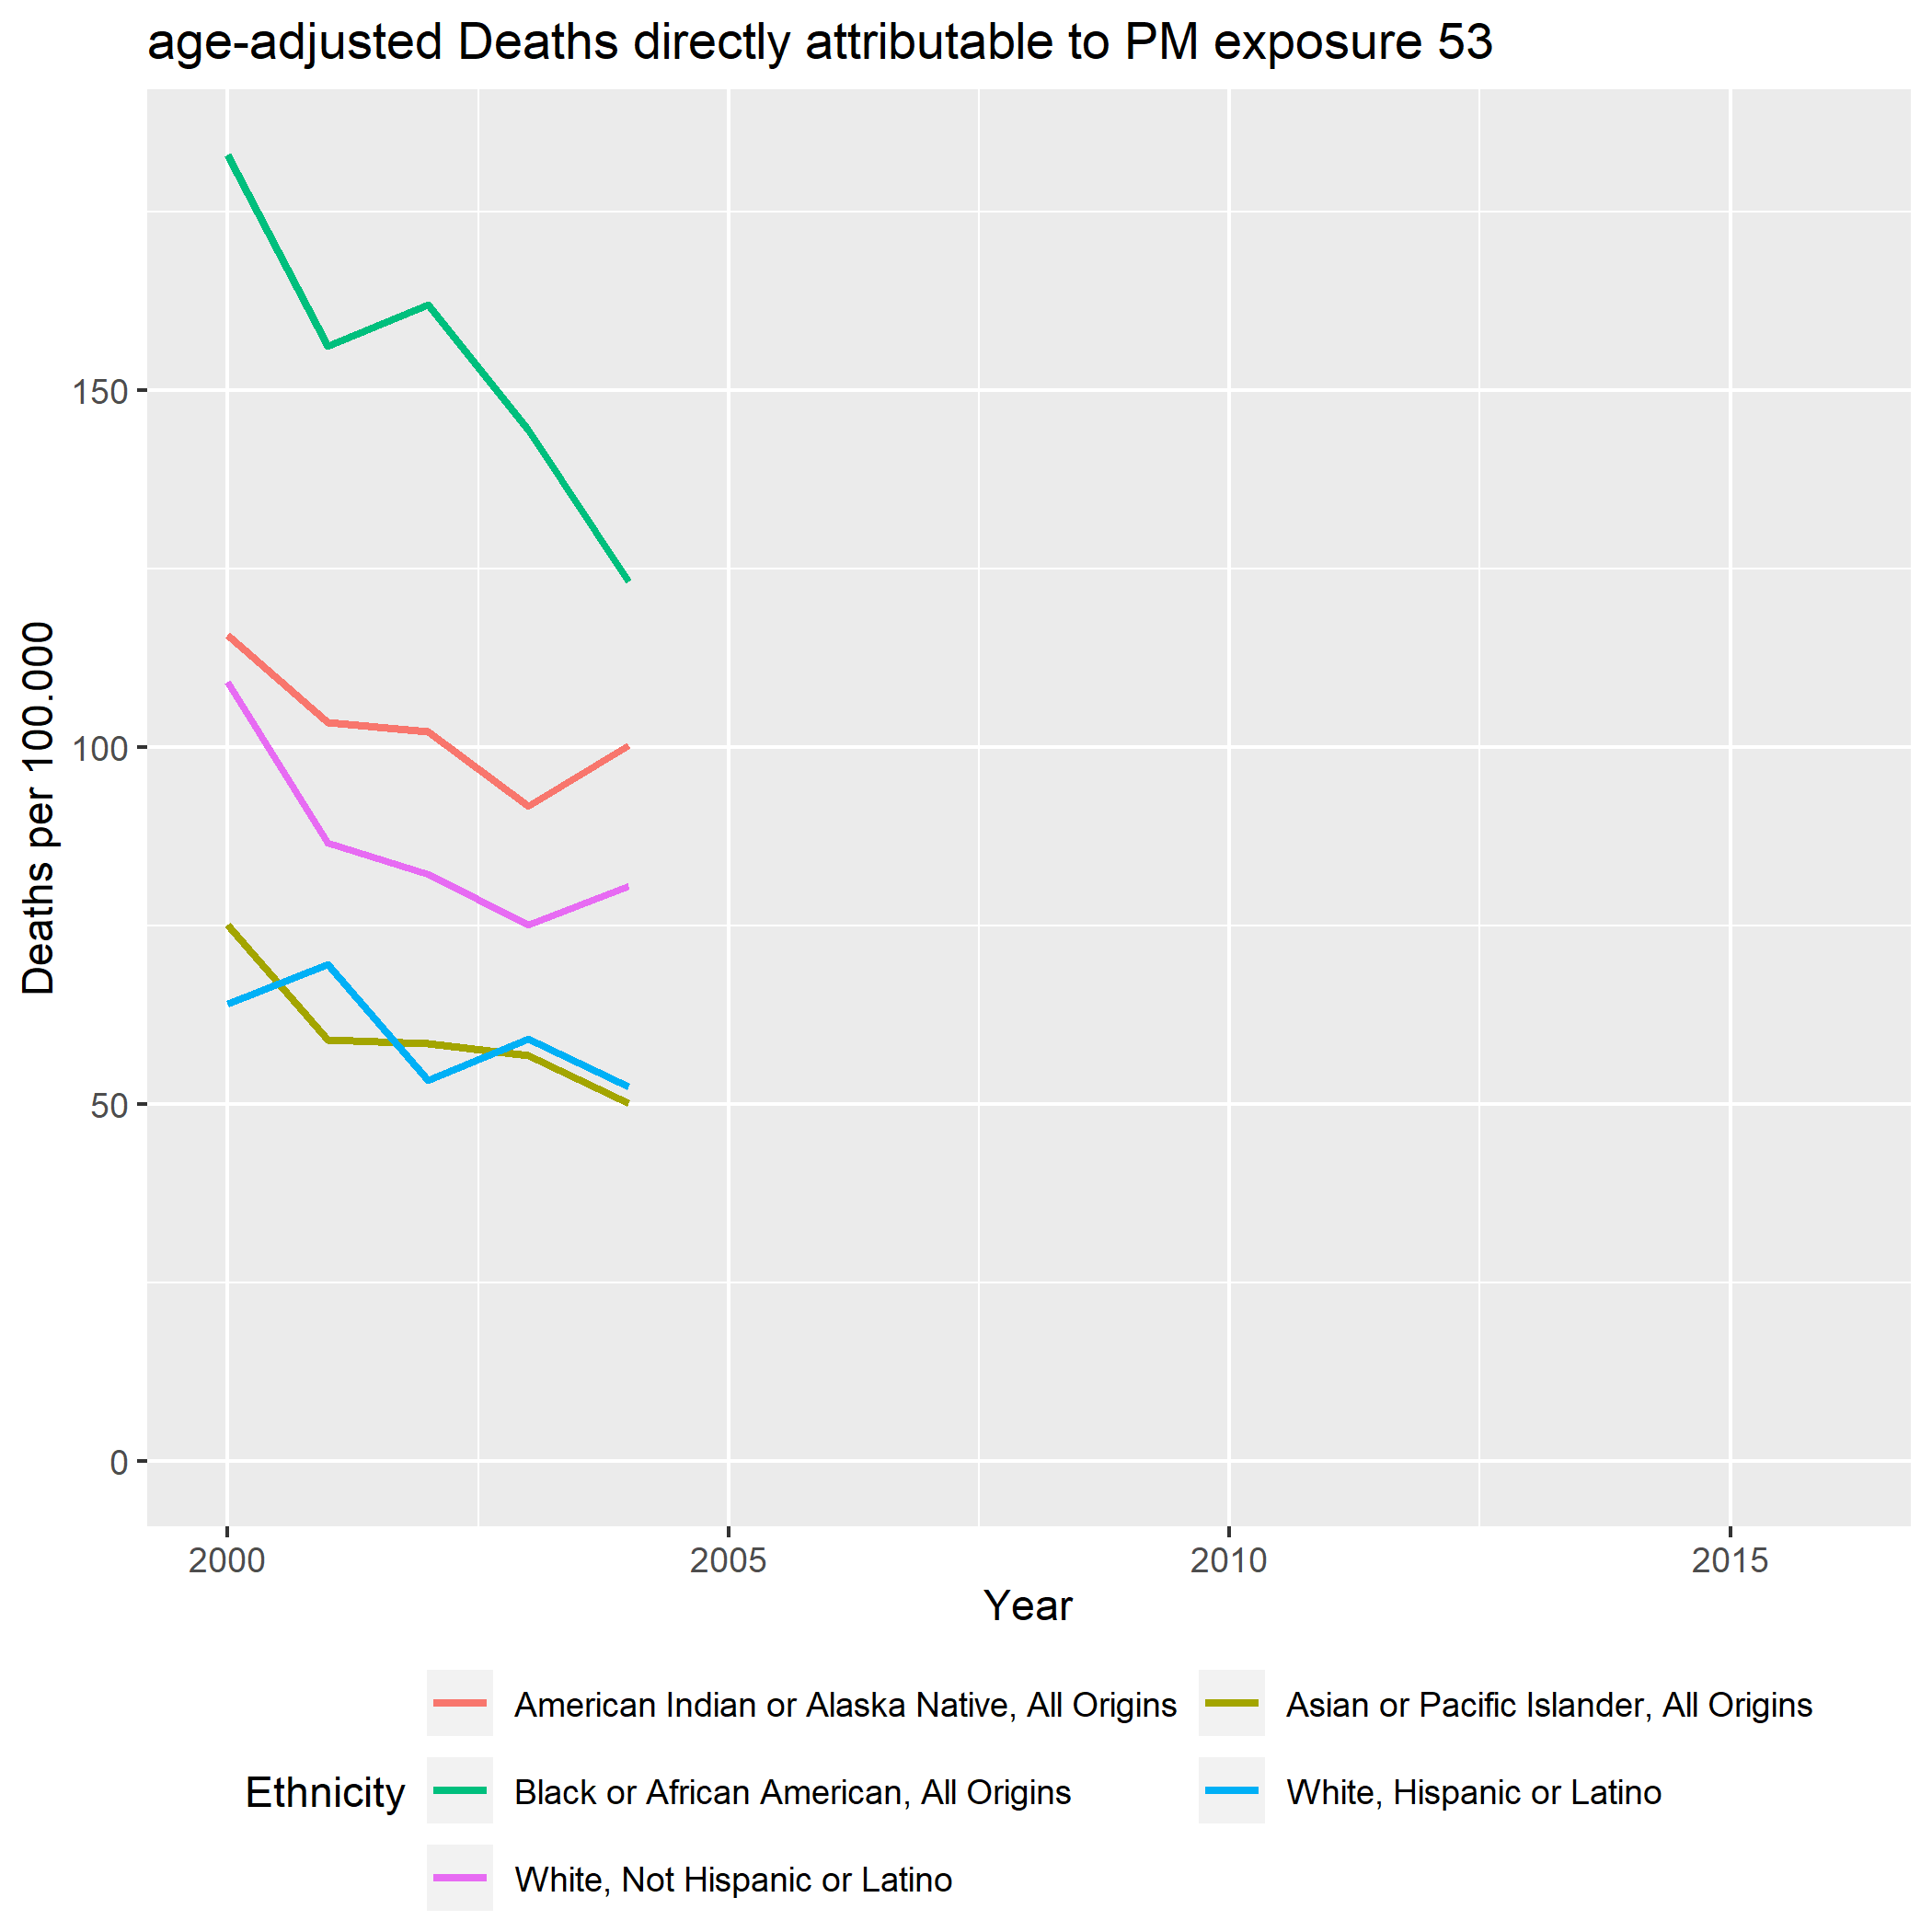 age-adjusted Deaths directly attributable to PM exposure 53
Deaths per 100.000
150
100
50
0
2000 2005 2010 2015
Year
Ethnicity
American Indian or Alaska Native, All Origins
Asian or Pacific Islander, All Origins
Black or African American, All Origins
White, Hispanic or Latino
White, Not Hispanic or Latino